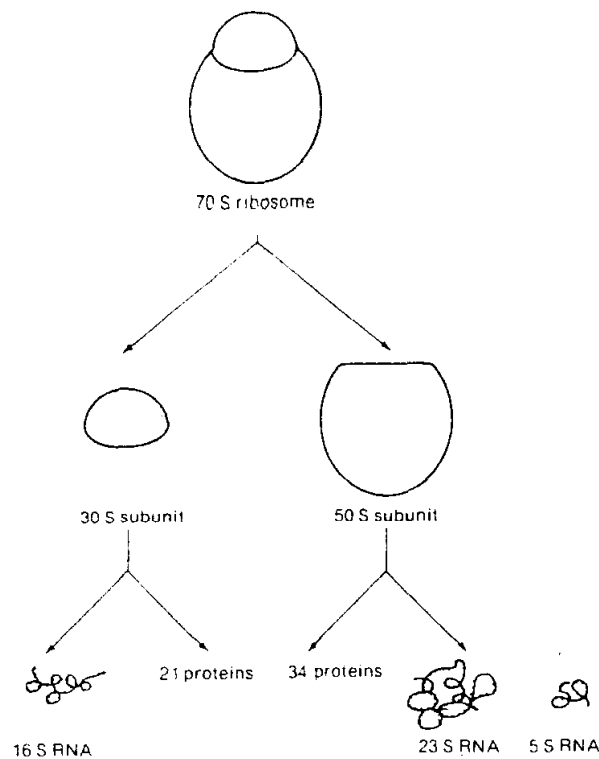 70 S ribosome
30 S subunit
50 S subunit
21 proteins
34 proteins
16 S RNA
23 S RNA
5 S RNA